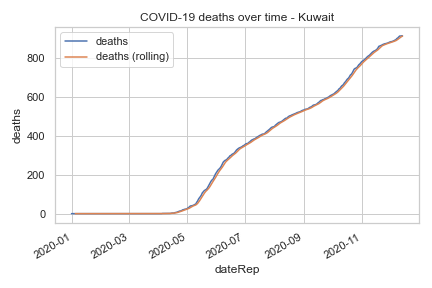 COVID-19 deaths over time - Kuwait
deaths
deaths (rolling)
800
600
400
200
0
deaths
2020-01
2020-03
2020-05
2020-07
2020-09
2020-11
dateRep